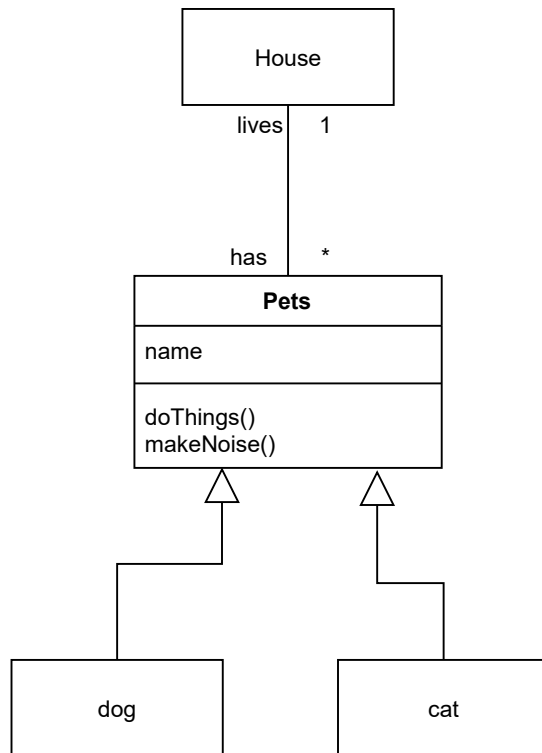 House
lives 1
has *
Pets
name
doThings()
makeNoise()
dog
cat